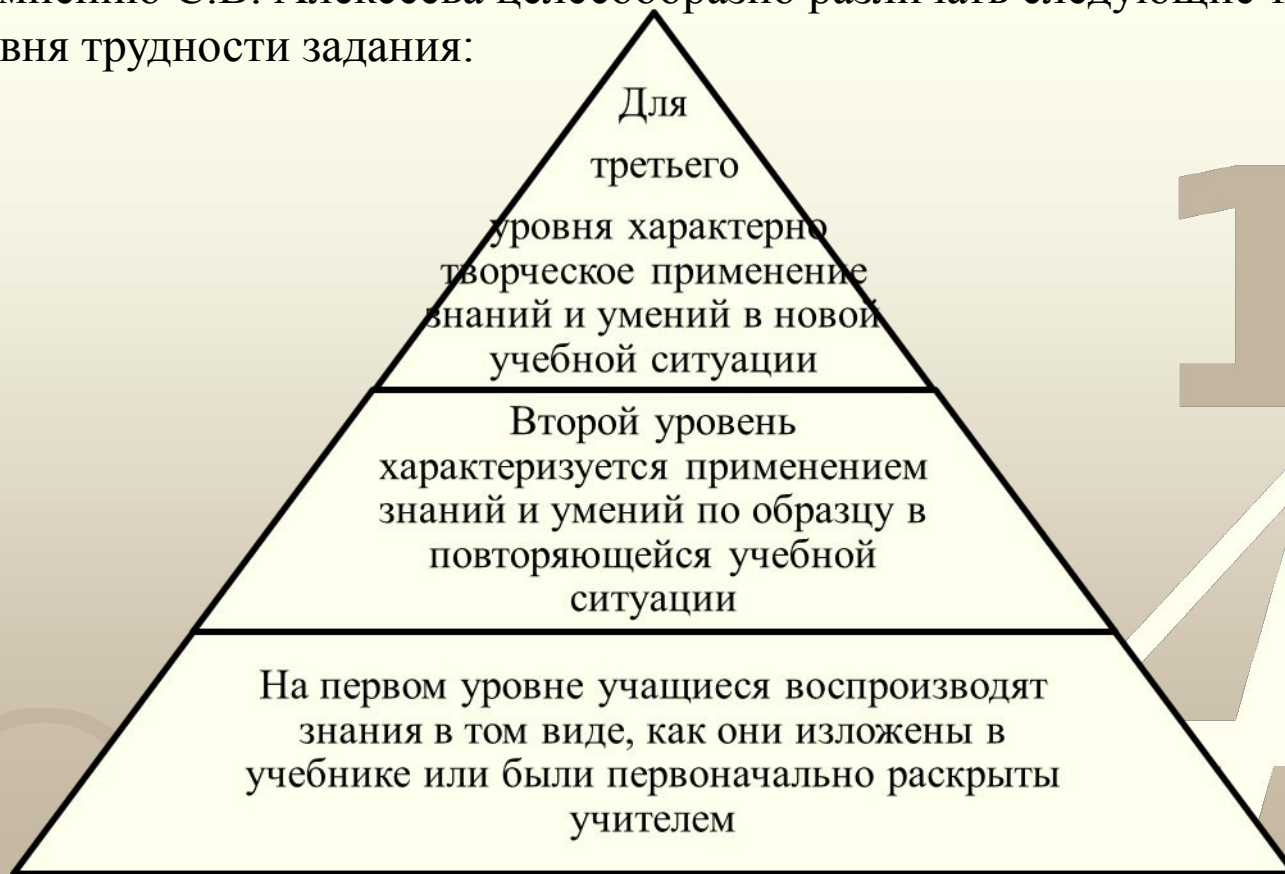 мнению С.В. Алексеева целесообразно различать следующие
вня трудности задания:
Для
третьего
уровня характерно
творческое применение
знаний и умений в новой
учебной ситуации
Второй уровень
характеризуется применением
знаний и умений по образцу в
повторяющейся учебной
ситуации
На первом уровне учащиеся воспроизводят
знания в том виде, как они изложены в
учебнике или были первоначально раскрыты
учителем
1